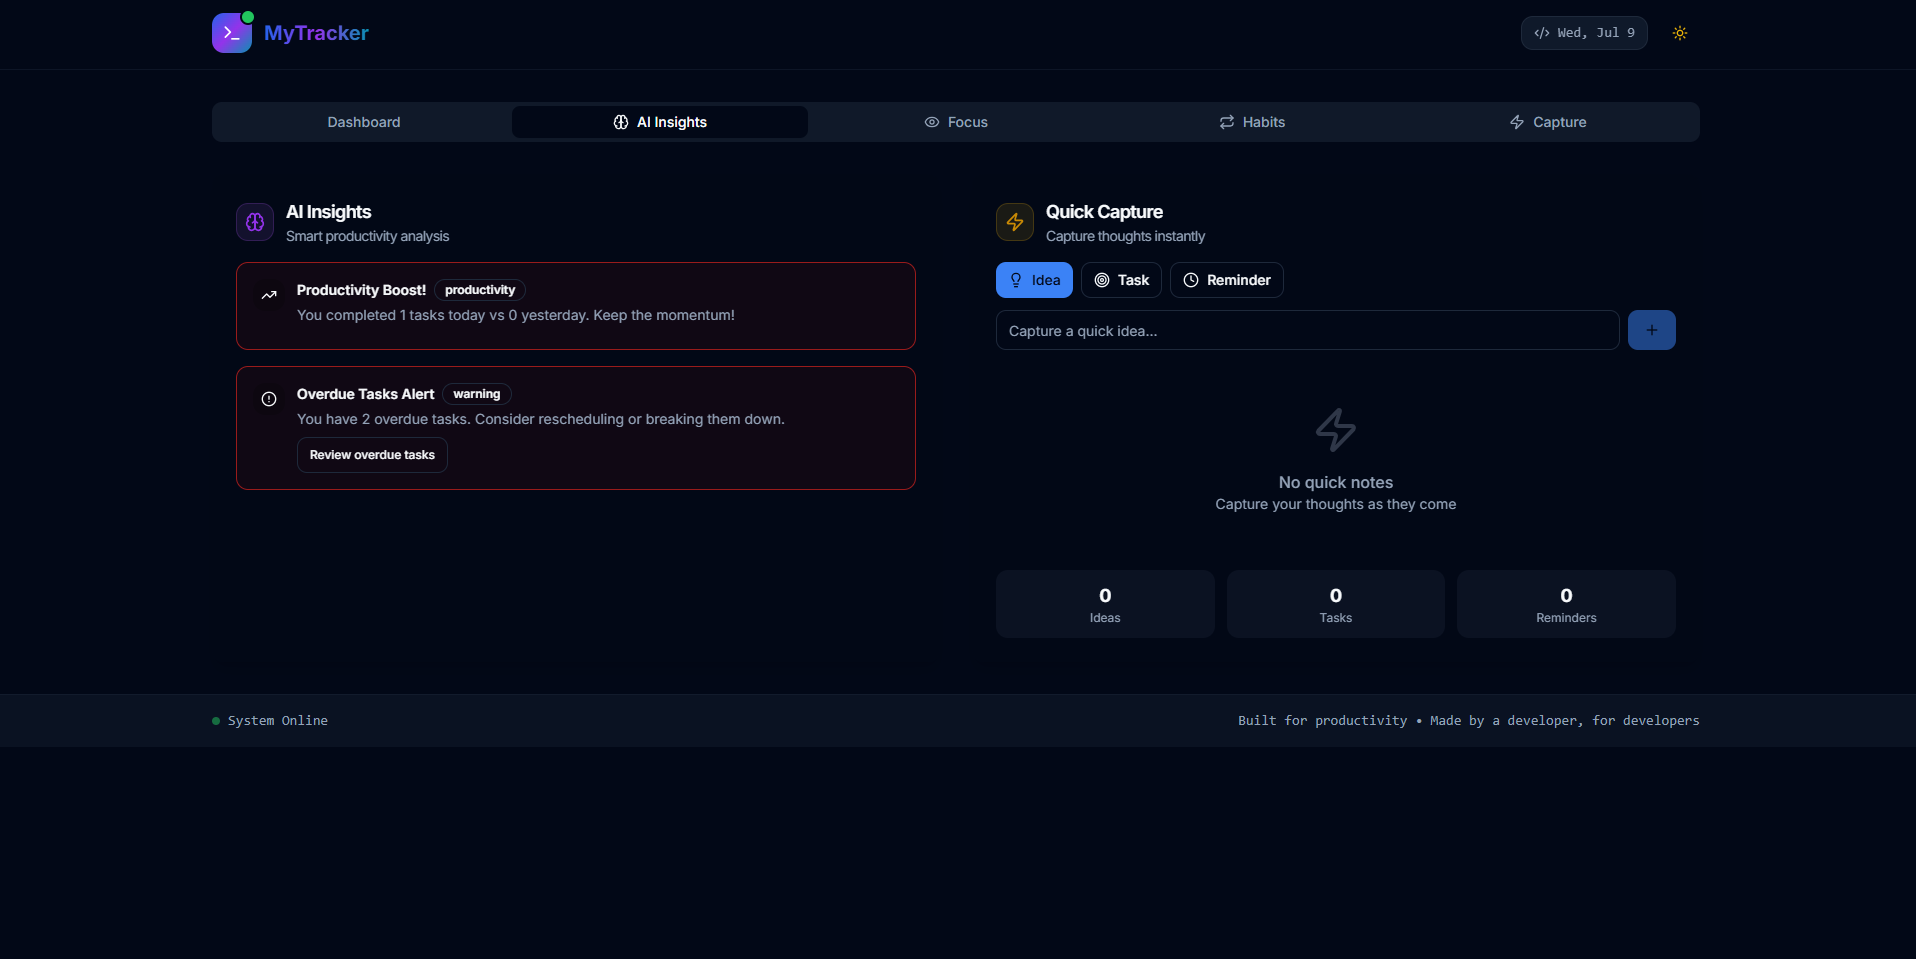 MyTracker
Wed, Jul 9
Dashboard
AI Insights
Focus
Habits
Capture
AI Insights
Smart productivity analysis
Productivity Boost! productivity
You completed 1 tasks today vs 0 yesterday. Keep the momentum!
Overdue Tasks Alert warning
You have 2 overdue tasks. Consider rescheduling or breaking them down.
Review overdue tasks
Quick Capture
Capture thoughts instantly
Idea
Task
Reminder
Capture a quick idea...
No quick notes
Capture your thoughts as they come
0
Ideas
0
Tasks
0
Reminders
System Online
Built for productivity • Made by a developer, for developers